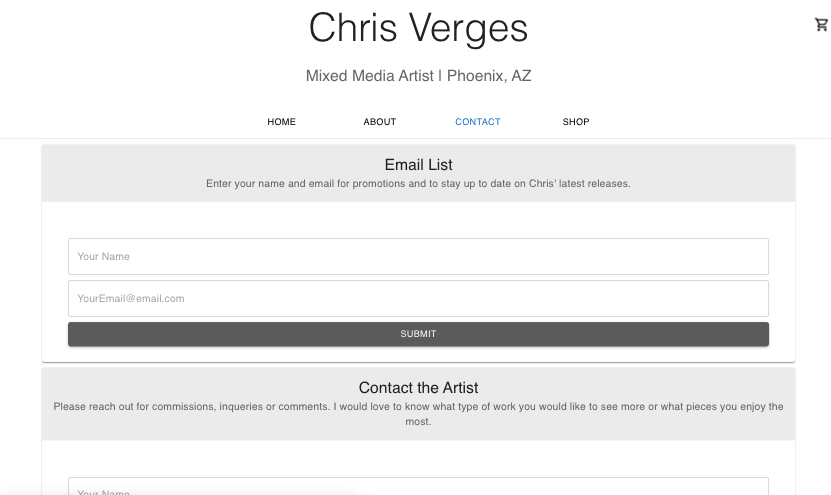 Chris Verges
Mixed Media Artist | Phoenix, AZ
HOME ABOUT CONTACT SHOP
Email List
Enter your name and email for promotions and to stay up to date on Chris' latest releases.
Your Name
YourEmail@email.com
SUBMIT
Contact the Artist
Please reach out for commissions, inqueries or comments. I would love to know what type of work you would like to see more or what pieces you enjoy the
most.
Your Name